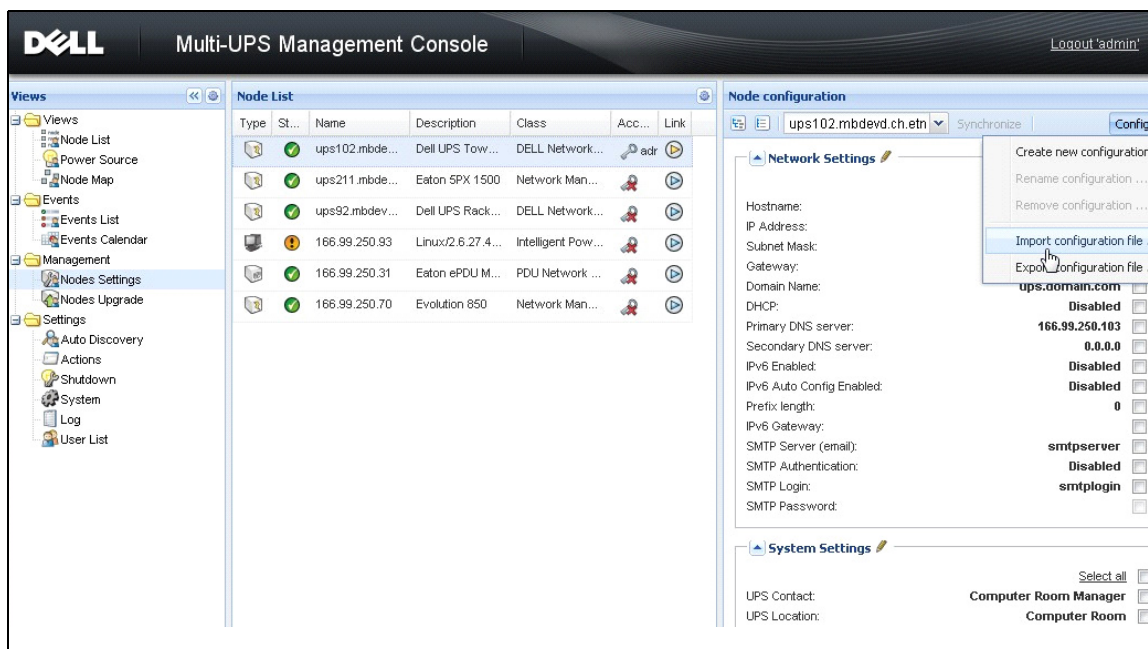 DELL
Multi-UPS Management Console
Logout 'admin'
Views
Views
Node List
Power Source
Node Map
Events
Events List
Events Calendar
Management
Nodes Settings
Nodes Upgrade
Settings
Auto Discovery
Actions
Shutdown
System
Log
User List
Node List
Type St... Name Description Class Acc... Link
ups102.mbde... Dell UPS Tow... DELL Network... adr
ups211.mbde... Eaton 5PX 1500 Network Man...
ups92.mbdev... Dell UPS Rack... DELL Network...
166.99.250.93 Linux/2.6.27.4... Intelligent Pow...
166.99.250.31 Eaton ePDU M... PDU Network ...
166.99.250.70 Evolution 850 Network Man...
Node configuration
ups102.mbdevd.ch.etn Synchronize Config
Create new configuration
Rename configuration ...
Remove configuration ...
Import configuration file ...
Export configuration file ...
Network Settings
Hostname:
IP Address:
Subnet Mask:
Gateway:
Domain Name: ups.domain.com
DHCP: Disabled
Primary DNS server: 166.99.250.103
Secondary DNS server: 0.0.0.0
IPv6 Enabled: Disabled
IPv6 Auto Config Enabled: Disabled
Prefix length: 0
IPv6 Gateway:
SMTP Server (email): smtpserver
SMTP Authentication: Disabled
SMTP Login: smtplogin
SMTP Password:
System Settings
Select all
UPS Contact: Computer Room Manager
UPS Location: Computer Room